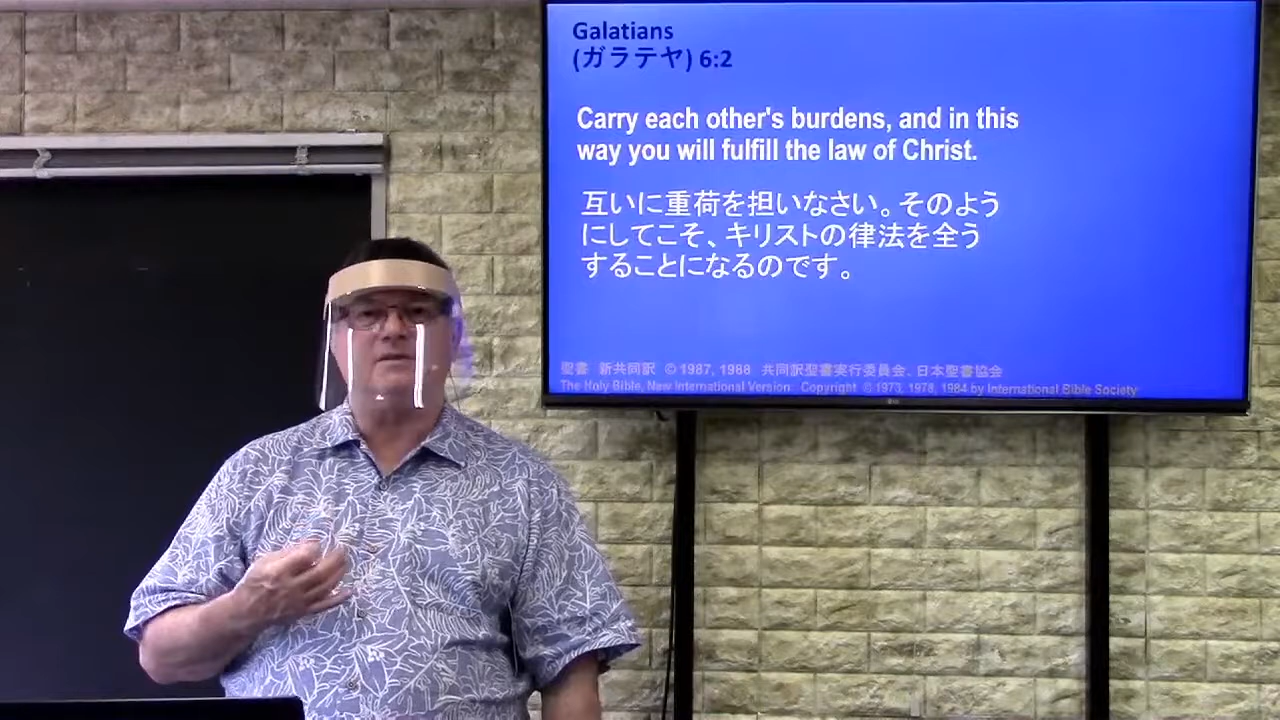 Galatians
(ガラテヤ) 6:2
Carry each other's burdens, and in this
way you will fulfill the law of Christ.
互いに重荷を担いなさい。そのよう
にしてこそ、キリストの律法を全う
することになるのです。
聖書 新共同訳 © 1987, 1988 共同訳聖書実行委員会、日本聖書協会
The Holy Bible, New International Version Copyright © 1973, 1978, 1984 by International Bible Society